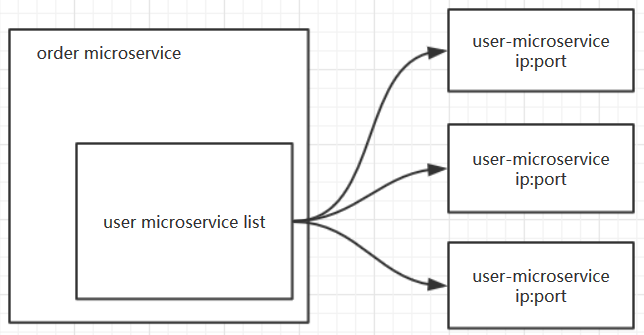 order microservice
user microservice list
user-microservice
ip:port
user-microservice
ip:port
user-microservice
ip:port